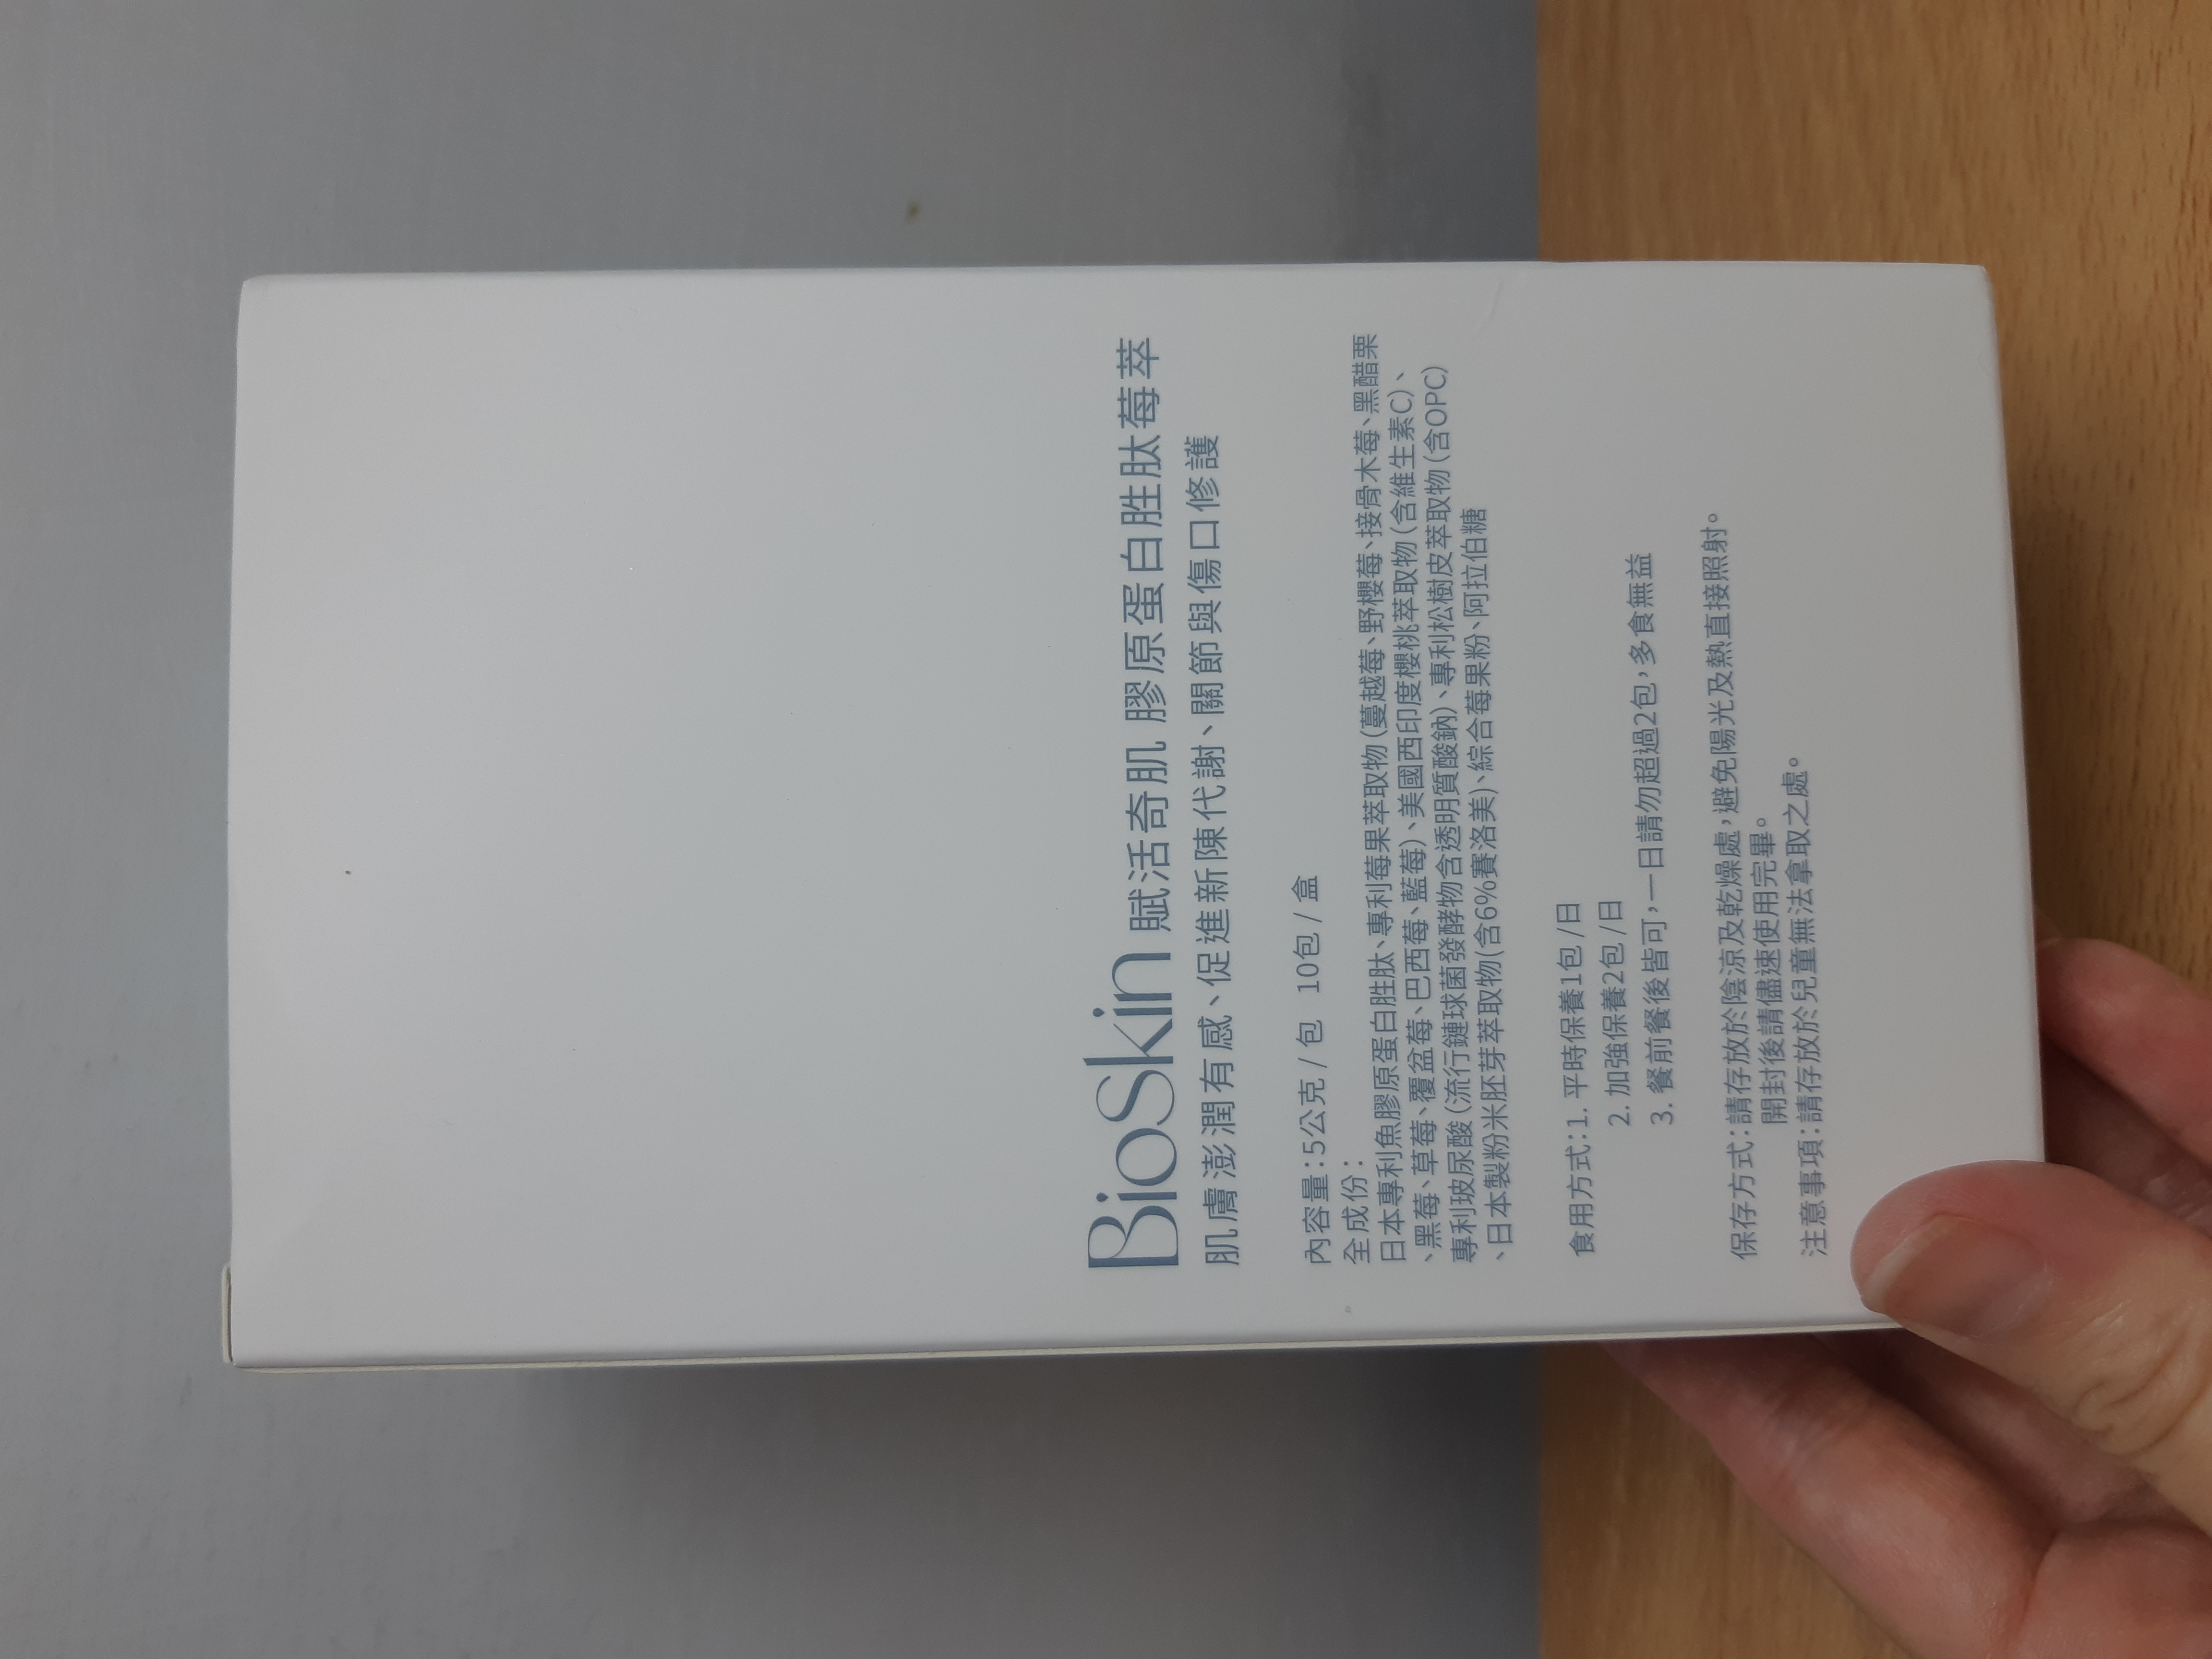 Bioskin 賦活奇肌 膠原蛋白胜肽莓萃
肌膚澎潤有感、促進新陳代謝、關節與傷口修護
內容量：5公克 / 包 10包 / 盒
全成份：
日本專利魚膠原蛋白胜肽、專利莓果萃取物（蔓越莓、野櫻莓、接骨木莓、黑醋栗
、黑莓、草莓、覆盆莓、巴西莓、藍莓）、美國西印度櫻桃萃取物（含維生素C）、
專利玻尿酸（流行鏈球菌發酵物含透明質酸鈉）、專利松樹皮萃取物（含OPC）
、日本製粉米胚芽萃取物(含6%賽洛美)、綜合莓果粉、阿拉伯糖
食用方式：1. 平時保養1包 /日
2. 加強保養2包 /日
3. 餐前餐後皆可，一日請勿超過2包，多食無益
保存方式：請存放於陰涼及乾燥處，避免陽光及熱直接照射。
開封後請儘速使用完畢。
注意事項：請存放於兒童無法拿取之處。